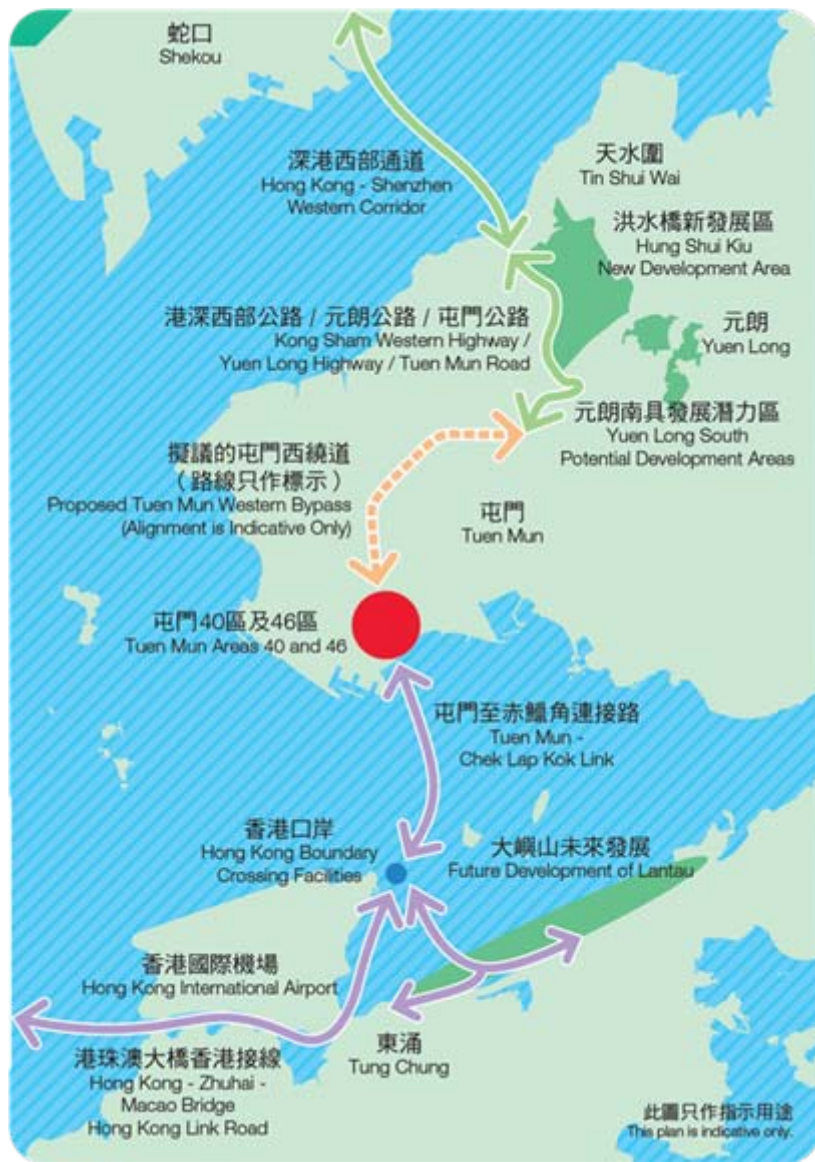 蛇口
Shekou
深港西部通道
Hong Kong - Shenzhen
Western Corridor
天水圍
Tin Shui Wai
洪水橋新發展區
Hung Shui Kiu
New Development Area
港深西部公路 / 元朗公路 / 屯門公路
Kong Sham Western Highway /
Yuen Long Highway / Tuen Mun Road
元朗
Yuen Long
元朗南具發展潛力區
Yuen Long South
Potential Development Areas
擬議的屯門西繞道
（路線只作標示）
Proposed Tuen Mun Western Bypass
(Alignment is Indicative Only)
屯門
Tuen Mun
屯門40區及46區
Tuen Mun Areas 40 and 46
屯門至赤鱲角連接路
Tuen Mun -
Chek Lap Kok Link
香港口岸
Hong Kong Boundary
Crossing Facilities
大嶼山未來發展
Future Development of Lantau
香港國際機場
Hong Kong International Airport
港珠澳大橋香港接線
Hong Kong - Zhuhai -
Macao Bridge
Hong Kong Link Road
東涌
Tung Chung
此圖只作指示用途
This plan is indicative only.